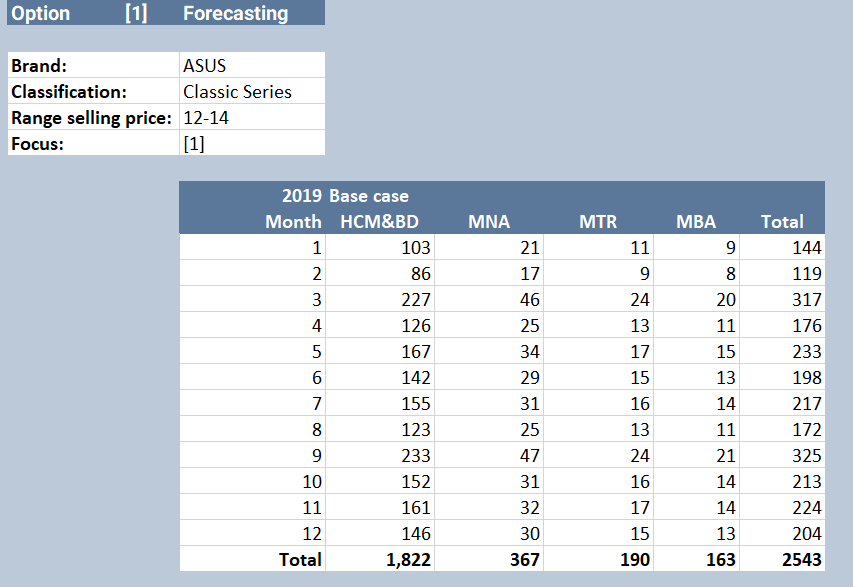 Option [1] Forecasting
Brand: ASUS
Classification: Classic Series
Range selling price: 12-14
Focus: [1]
2019 Base case
Month HCM&BD MNA MTR MBA Total
1 103 21 11 9 144
2 86 17 9 8 119
3 227 46 24 20 317
4 126 25 13 11 176
5 167 34 17 15 233
6 142 29 15 13 198
7 155 31 16 14 217
8 123 25 13 11 172
9 233 47 24 21 325
10 152 31 16 14 213
11 161 32 17 14 224
12 146 30 15 13 204
Total 1,822 367 190 163 2543